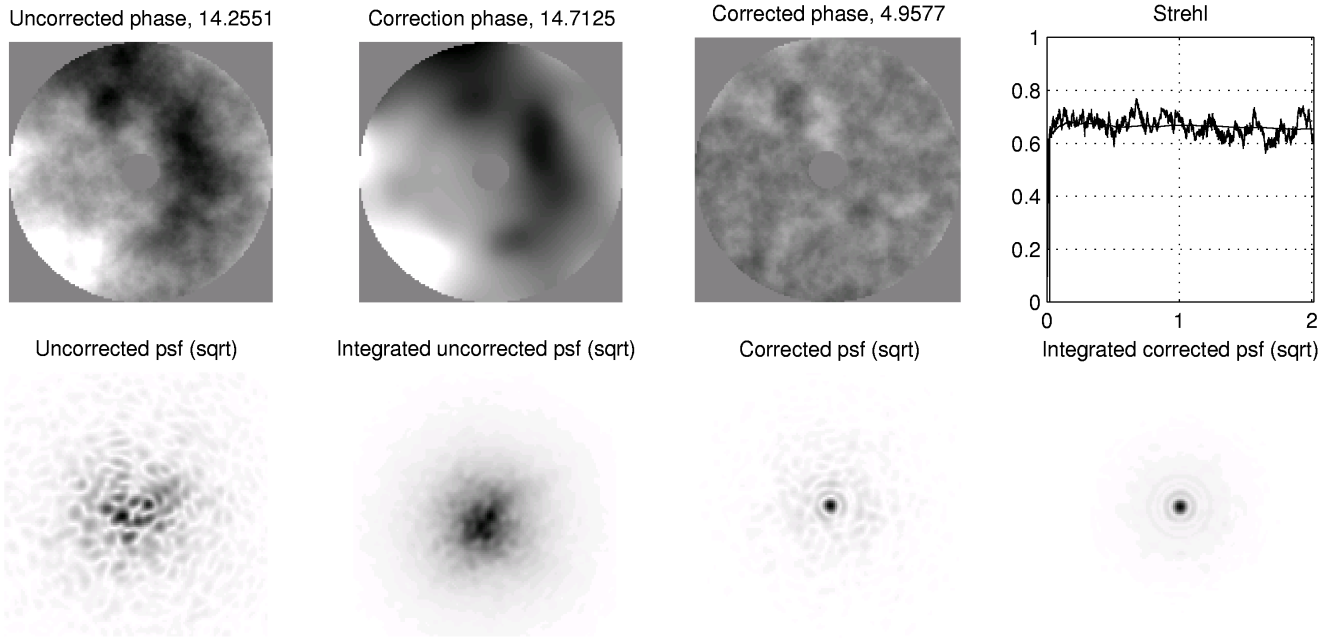 Uncorrected phase, 14.2551
Correction phase, 14.7125
Corrected phase, 4.9577
Strehl
1
0.8
0.6
0.4
0.2
0
0 1 2
Uncorrected psf (sqrt)
Integrated uncorrected psf (sqrt)
Corrected psf (sqrt)
Integrated corrected psf (sqrt)